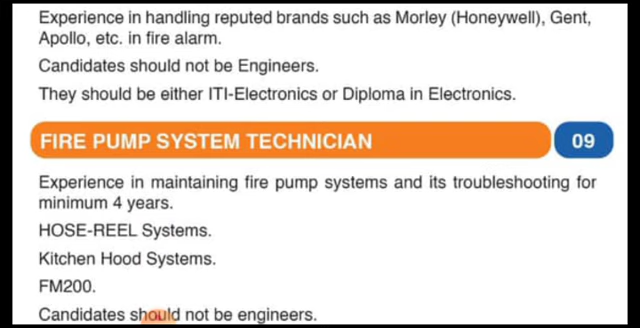 Experience in handling reputed brands such as Morley (Honeywell), Gent,
Apollo, etc. in fire alarm.
Candidates should not be Engineers.
They should be either ITI-Electronics or Diploma in Electronics.
FIRE PUMP SYSTEM TECHNICIAN 09
Experience in maintaining fire pump systems and its troubleshooting for
minimum 4 years.
HOSE-REEL Systems.
Kitchen Hood Systems.
FM200.
Candidates should not be engineers.